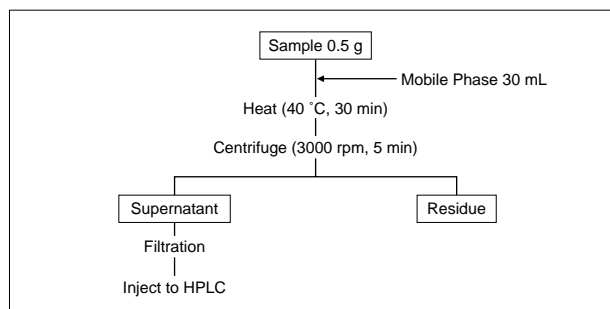 Sample 0.5 g
Mobile Phase 30 mL
Heat (40 ˚C, 30 min)
Centrifuge (3000 rpm, 5 min)
Supernatant
Residue
Filtration
Inject to HPLC